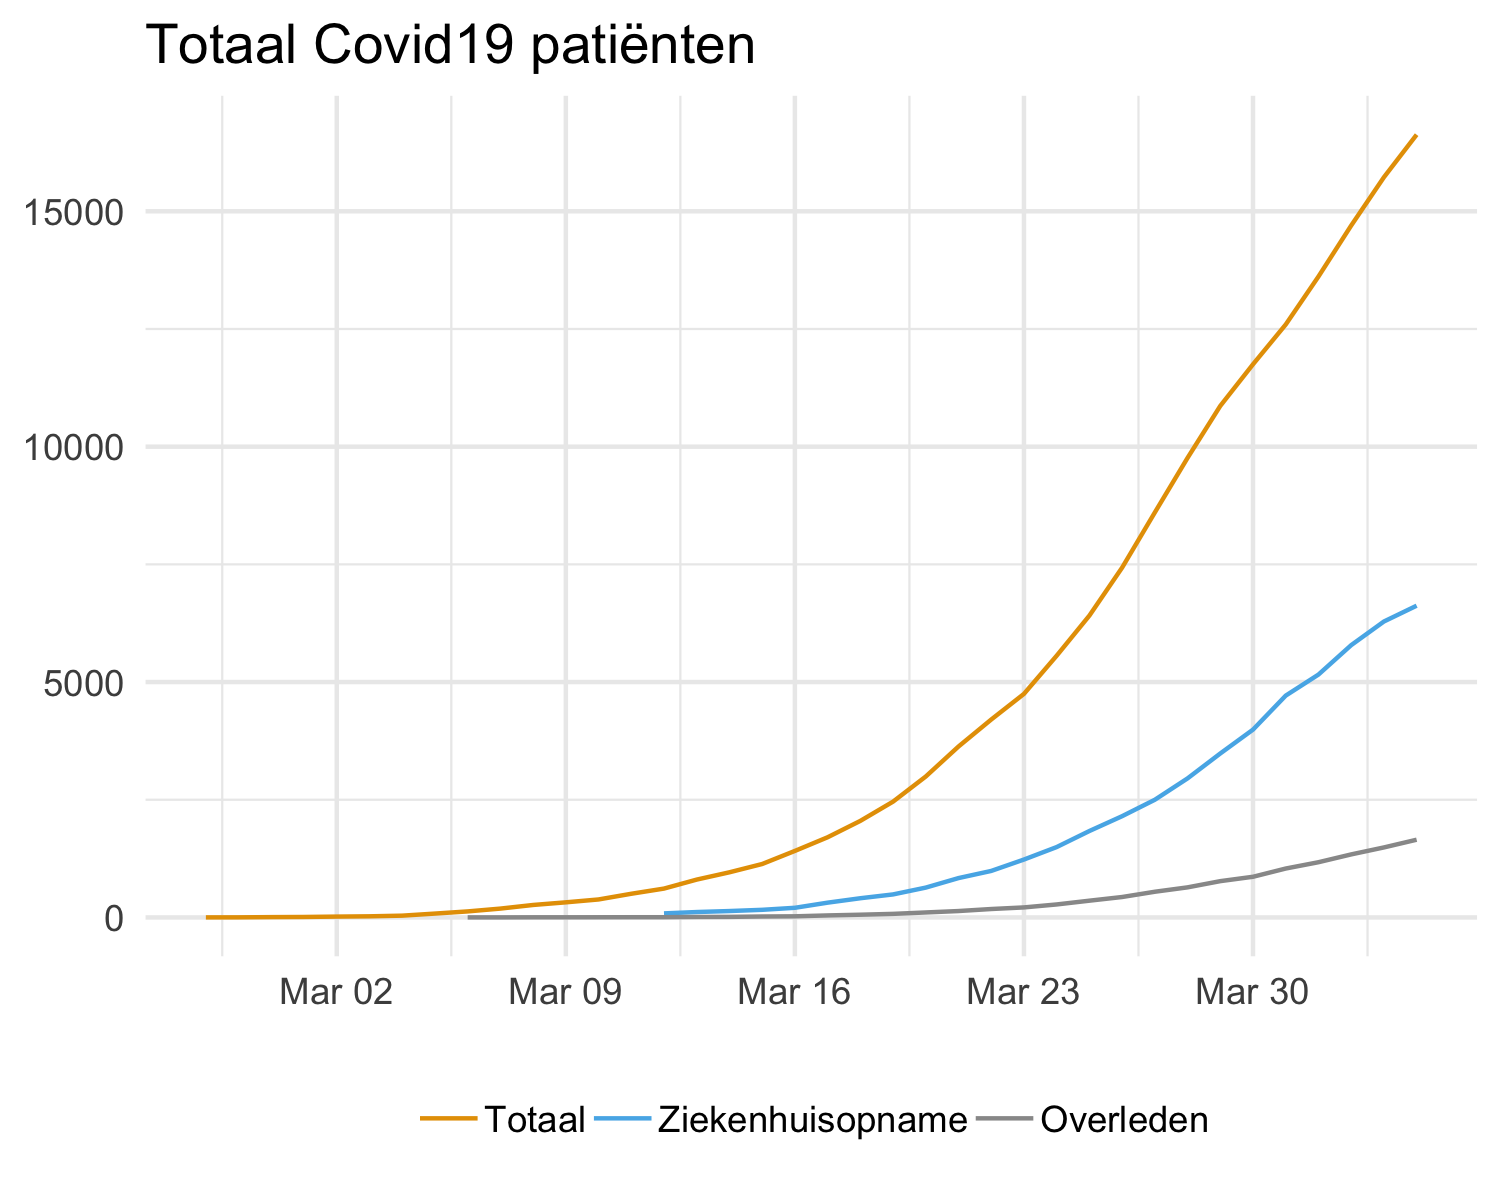 Totaal Covid19 patiënten
15000
10000
5000
0
Mar 02 Mar 09 Mar 16 Mar 23 Mar 30
Totaal Ziekenhuisopname Overleden